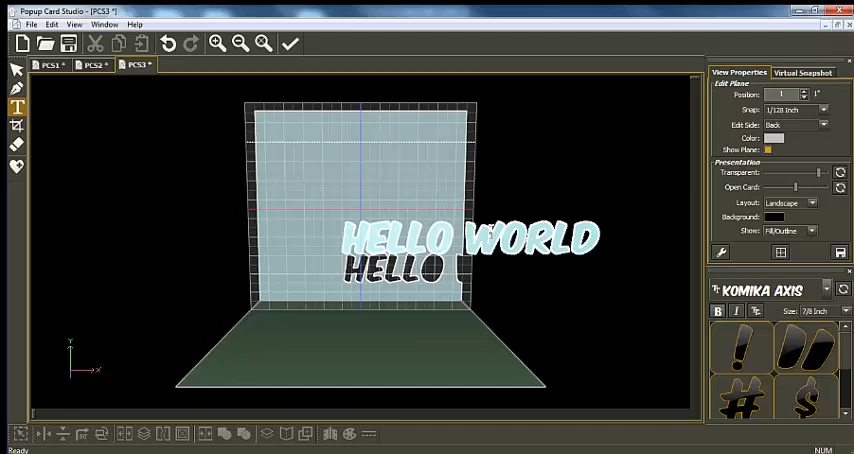 Popup Card Studio - [PCS3 *]
File Edit View Window Help
PCS1 * PCS2 * PCS3 *
View Properties Virtual Snapshot
Edit Plane
Position: 1 1"
Snap: 1/128 Inch
Edit Side: Back
Color:
Show Plane:
Presentation
Transparent:
Open Card:
Layout: Landscape
Background:
Show: Fill/Outline
HELLO WORLD
HELLO
Y
X
KOMIKA AXIS
B I Size: 7/8 Inch
! "
# $
Ready NUM